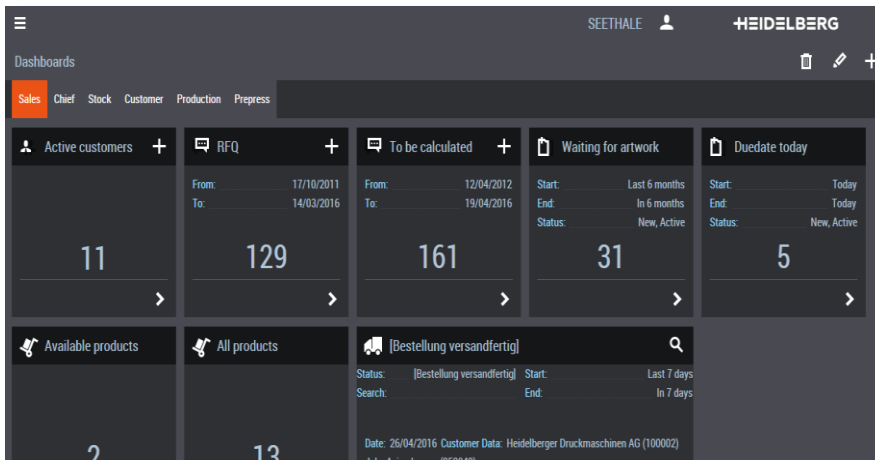 SEETHALE HEIDELBERG
Dashboards
Sales Chief Stock Customer Production Prepress
Active customers
11
RFQ
From: 17/10/2011
To: 14/03/2016
129
To be calculated
From: 12/04/2012
To: 19/04/2016
161
Waiting for artwork
Start: Last 6 months
End: In 6 months
Status: New, Active
31
Duedate today
Start: Today
End: Today
Status: New, Active
5
Available products
2
All products
13
[Bestellung versandfertig]
Status: [Bestellung versandfertig] Start: Last 7 days
Search: End: In 7 days
Date: 26/04/2016 Customer Data: Heidelberger Druckmaschinen AG (100002)